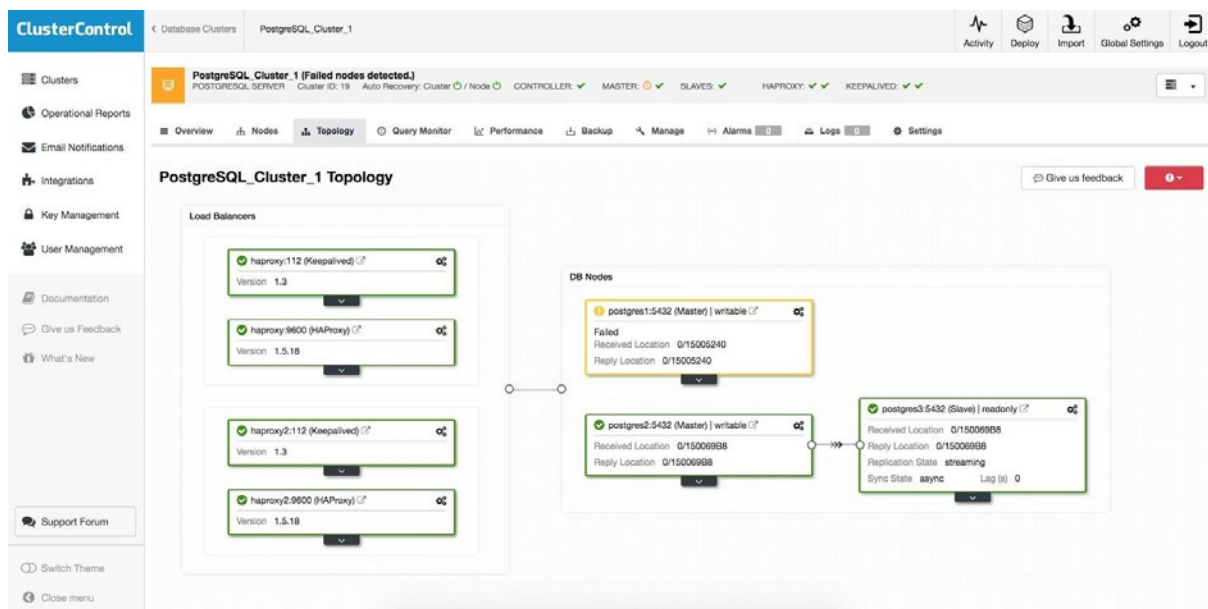 ClusterControl
Database Clusters PostgreSQL_Cluster_1
Activity Deploy Import Global Settings Logout
Clusters
Operational Reports
Email Notifications
Integrations
Key Management
User Management
Documentation
Give us Feedback
What's New
Support Forum
Switch Theme
Close menu
PostgreSQL_Cluster_1 (Failed nodes detected.)
POSTGRESQL SERVER Cluster ID: 19 Auto Recovery: Cluster / Node CONTROLLER: MASTER: SLAVES: HAPROXY: KEEPALIVED:
Overview Nodes Topology Query Monitor Performance Backup Manage Alarms 0 Logs 0 Settings
PostgreSQL_Cluster_1 Topology
Give us feedback
Load Balancers
haproxy:112 (Keepalived)
Version 1.3
haproxy:9600 (HAProxy)
Version 1.5.18
haproxy2:112 (Keepalived)
Version 1.3
haproxy2:9600 (HAProxy)
Version 1.5.18
DB Nodes
postgres1:5432 (Master) | writable
Failed
Received Location 0/15005240
Reply Location 0/15005240
postgres2:5432 (Master) | writable
Received Location 0/150069B8
Reply Location 0/150069B8
postgres3:5432 (Slave) | readonly
Received Location 0/150069B8
Reply Location 0/150069B8
Replication State streaming
Sync State async Lag (s) 0